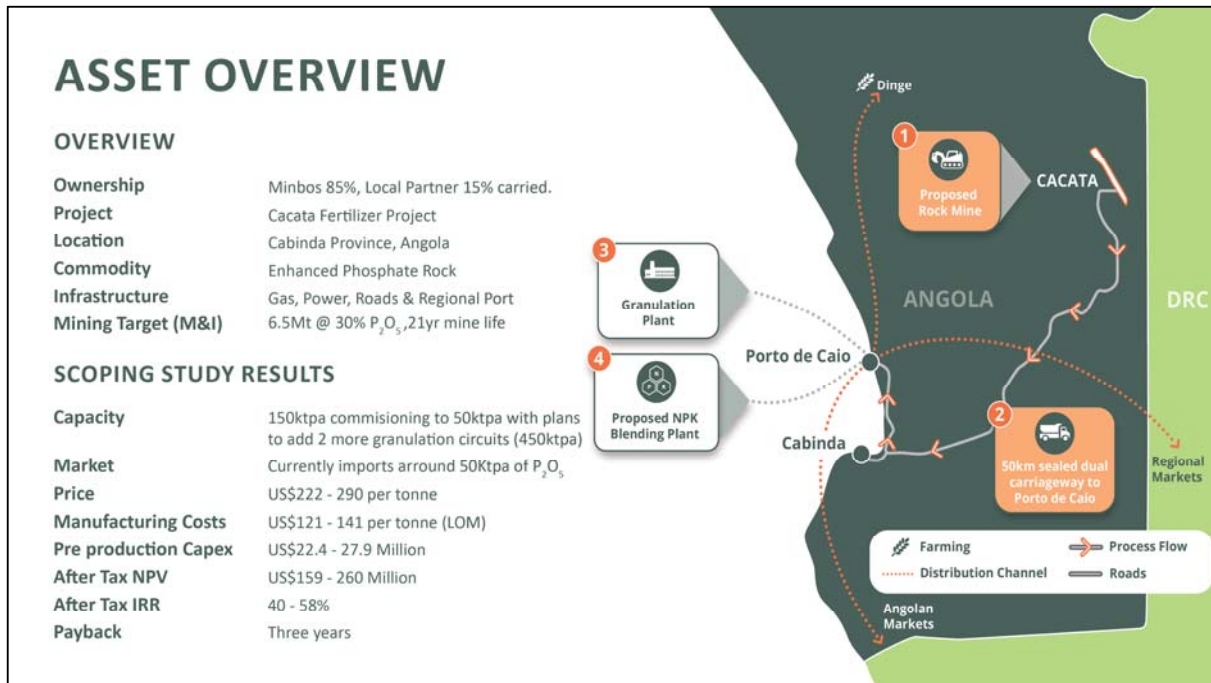 ASSET OVERVIEW
OVERVIEW
Ownership Minbos 85%, Local Partner 15% carried.
Project Cacata Fertilizer Project
Location Cabinda Province, Angola
Commodity Enhanced Phosphate Rock
Infrastructure Gas, Power, Roads & Regional Port
Mining Target (M&I) 6.5Mt @ 30% P₂O₅,21yr mine life
SCOPING STUDY RESULTS
Capacity 150ktpa commisioning to 50ktpa with plans
to add 2 more granulation circuits (450ktpa)
Market Currently imports arround 50Ktpa of P₂O₅
Price US$222 - 290 per tonne
Manufacturing Costs US$121 - 141 per tonne (LOM)
Pre production Capex US$22.4 - 27.9 Million
After Tax NPV US$159 - 260 Million
After Tax IRR 40 - 58%
Payback Three years
Dinge
1
Proposed
Rock Mine
CACATA
3
Granulation
Plant
ANGOLA
DRC
4
N
P
K
Proposed NPK
Blending Plant
Porto de Caio
Cabinda
2
50km sealed dual
carriageway to
Porto de Caio
Regional
Markets
Farming
Process Flow
Distribution Channel
Roads
Angolan
Markets